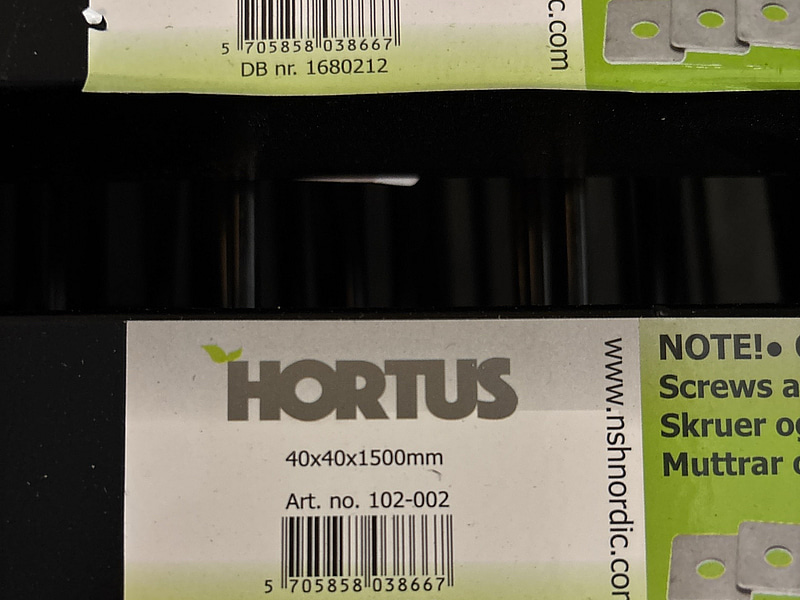 5 705858 038667
DB nr. 1680212
.com
HORTUS
40x40x1500mm
Art. no. 102-002
5 705858 038667
www.nshnordic.co
NOTE!•
Screws a
Skruer og
Muttrar o